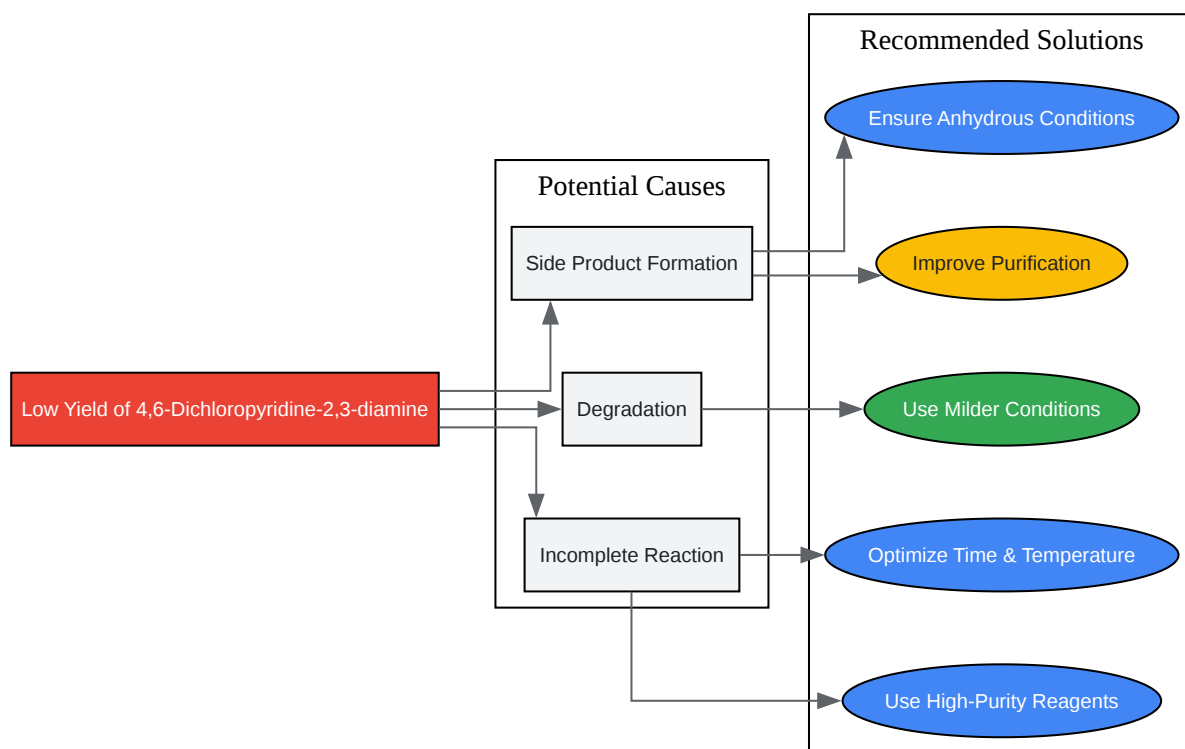 Recommended Solutions
Ensure Anhydrous Conditions
Potential Causes
Side Product Formation
Improve Purification
Low Yield of 4,6-Dichloropyridine-2,3-diamine
Degradation
Use Milder Conditions
Incomplete Reaction
Optimize Time & Temperature
Use High-Purity Reagents